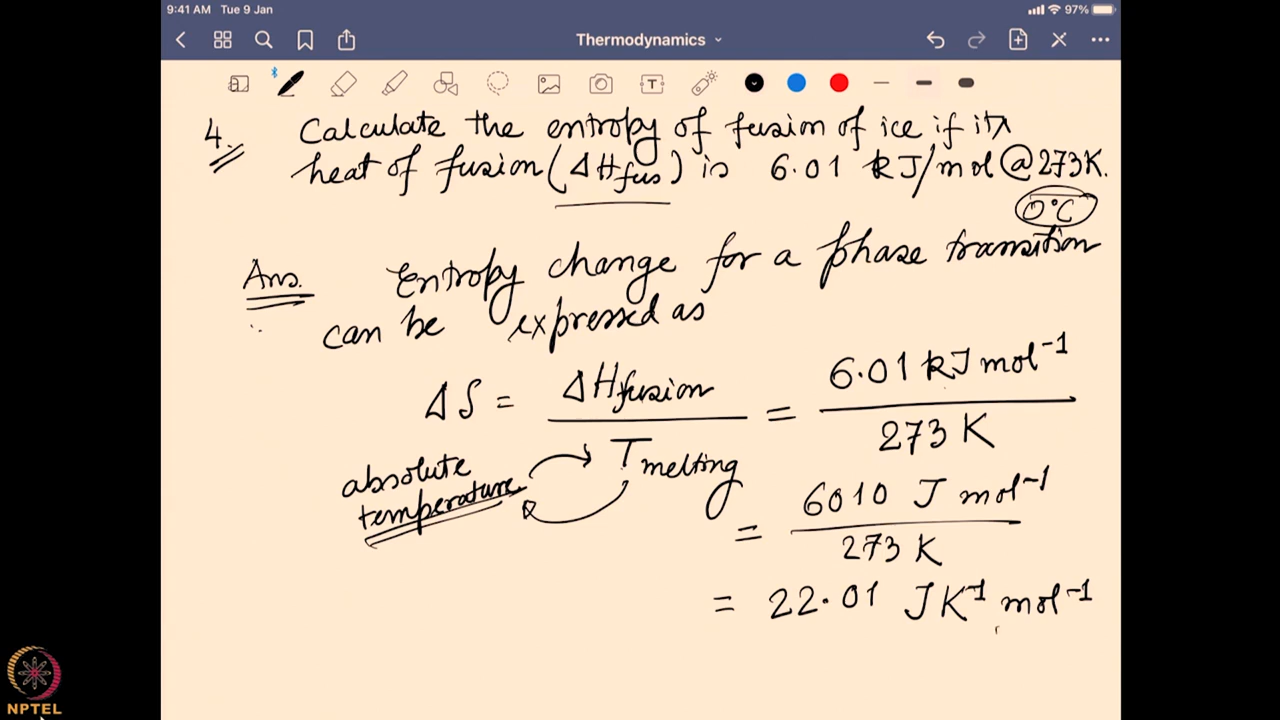 9:41 AM Tue 9 Jan
97%
Thermodynamics
T
4. Calculate the entropy of fusion of ice if its
heat of fusion (ΔHfus) is 6.01 kJ/mol @ 273K.
0°C
Ans. Entropy change for a phase transition
can be expressed as
ΔS = ΔHfusion / Tmelting = 6.01 kJ mol⁻¹ / 273 K
absolute temperature
= 6010 J mol⁻¹ / 273 K
= 22.01 J K⁻¹ mol⁻¹
NPTEL